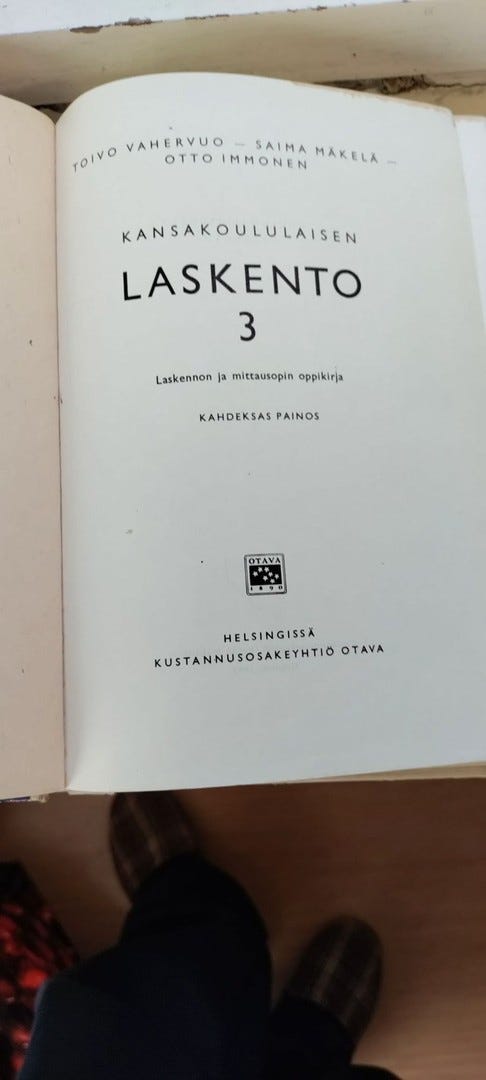 TOIVO VAHERVUO — SAIMA MÄKELÄ —
OTTO IMMONEN
KANSAKOULULAISEN
LASKENTO
3
Laskennon ja mittausopin oppikirja
KAHDEKSAS PAINOS
OTAVA
1890
HELSINGISSÄ
KUSTANNUSOSAKEYHTIÖ OTAVA